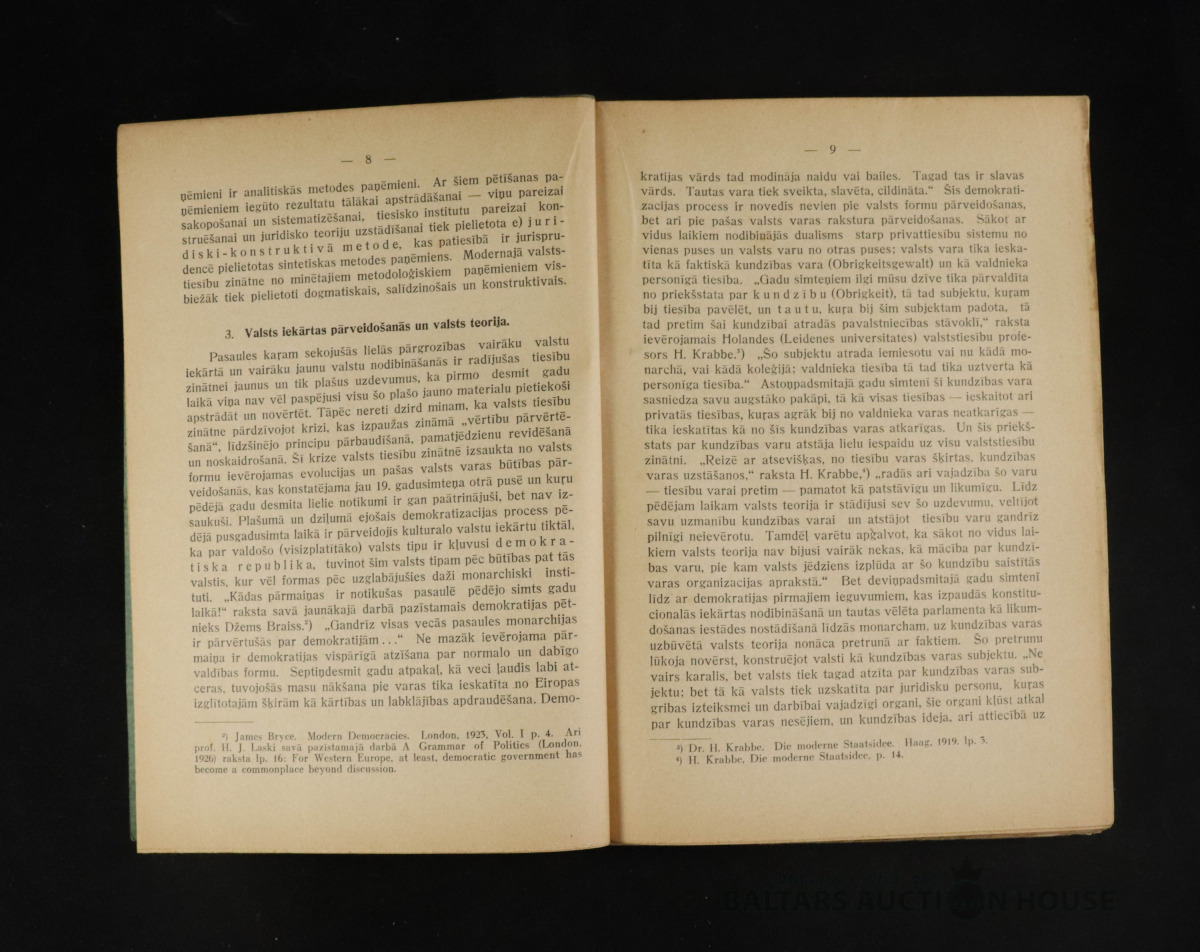 — 8 —
ņēmieni ir analitiskās metodes paņēmieni. Ar šiem pētīšanas pa-
ņēmieniem iegūto rezultatu tālākai apstrādāšanai — viņu pareizai
sakopošanai un sistematizēšanai, tiesisko institutu pareizai kon-
struēšanai un juridisko teoriju uzstādīšanai tiek pielietota e) juri-
diski-konstruktivā metode, kas patiesībā ir jurispru-
dencē pielietotas sintetiskas metodes paņēmiens. Modernajā valsts-
tiesību zinātne no minētajiem metodoloģiskiem paņēmieniem vis-
biežāk tiek pielietoti dogmatiskais, salīdzinošais un konstruktivais.
3. Valsts iekārtas pārveidošanās un valsts teorija.
Pasaules kaŗam sekojušās lielās pārgrozības vairāku valstu
iekārtā un vairāku jaunu valstu nodibināšanās ir radījušas tiesību
zinātnei jaunus un tik plašus uzdevumus, ka pirmo desmit gadu
laikā viņa nav vēl paspējusi visu šo plašo jauno materialu pietiekoši
apstrādāt un novērtēt. Tāpēc nereti dzird minam, ka valsts tiesību
zinātne pārdzīvojot krizi, kas izpaužas zināmā „vērtību pārvērtē-
šanā“, līdzšinējo principu pārbaudīšanā, pamatjēdzienu revidēšanā
un noskaidrošanā. Šī krize valsts tiesību zinātnē izsaukta no valsts
formu ievērojamas evolucijas un pašas valsts varas būtības pār-
veidošanās, kas konstatējama jau 19. gadusimteņa otrā pusē un kuŗu
pēdējā gadu desmita lielie notikumi ir gan paātrinājuši, bet nav iz-
saukuši. Plašumā un dziļumā ejošais demokratizacijas process pē-
dējā pusgadusimta laikā ir pārveidojis kulturalo valstu iekārtu tiktāl,
ka par valdošo (visizplatītāko) valsts tipu ir kļuvusi demokra-
tiska republika, tuvinot šim valsts tipam pēc būtības pat tās
valstis, kur vēl formas pēc uzglabājušies daži monarchiski insti-
tuti. „Kādas pārmaiņas ir notikušas pasaulē pēdējo simts gadu
laikā!“ raksta savā jaunākajā darbā pazīstamais demokratijas pēt-
nieks Džems Braiss.²) „Gandrīz visas vecās pasaules monarchijas
ir pārvērtušās par demokratijām...“ Ne mazāk ievērojama pār-
maiņa ir demokratijas vispārīgā atzīšana par normalo un dabīgo
valdības formu. Septiņdesmit gadu atpakaļ, kā veci ļaudis labi at-
ceras, tuvojošās masu nākšana pie varas tika ieskatīta no Eiropas
izglītotajām šķirām kā kārtības un labklājības apdraudēšana. Demo-
²) James Bryce. Modern Democracies. London, 1923, Vol. I p. 4. Ari
prof. H. J. Laski savā pazīstamajā darbā A Grammar of Politics (London,
1926) raksta lp. 16: For Western Europe, at least, democratic government has
become a commonplace beyond discussion.
— 9 —
kratijas vārds tad modināja naidu vai bailes. Tagad tas ir slavas
vārds. Tautas vara tiek sveikta, slavēta, cildināta.“ Šis demokrati-
zacijas process ir novedis nevien pie valsts formu pārveidošanas,
bet ari pie pašas valsts varas rakstura pārveidošanas. Sākot ar
vidus laikiem nodibinājās dualisms starp privattiesību sistemu no
vienas puses un valsts varu no otras puses; valsts vara tika ieska-
tīta kā faktiskā kundzības vara (Obrigkeitsgewalt) un kā valdnieka
personīgā tiesība. „Gadu simteņiem ilgi mūsu dzīve tika pārvaldīta
no priekšstata par kundzību (Obrigkeit), tā tad subjektu, kuŗam
bij tiesība pavēlēt, un tautu, kuŗa bij šim subjektam padota, tā
tad pretim šai kundzībai atradās pavalstniecības stāvoklī,“ raksta
ievērojamais Holandes (Leidenes universitates) valststiesību profe-
sors H. Krabbe.³) „Šo subjektu atrada iemiesotu vai nu kādā mo-
narchā, vai kādā koleģijā; valdnieka tiesība tā tad tika uztverta kā
personīga tiesība.“ Astoņpadsmitajā gadu simtenī šī kundzības vara
sasniedza savu augstāko pakāpi, tā kā visas tiesības — ieskaitot ari
privatās tiesības, kuŗas agrāk bij no valdnieka varas neatkarīgas —
tika ieskatītas kā no šīs kundzības varas atkarīgas. Un šis priekš-
stats par kundzības varu atstāja lielu iespaidu uz visu valststiesību
zinātni. „Reizē ar atsevišķas, no tiesību varas šķirtas, kundzības
varas uzstāšanos,“ raksta H. Krabbe,⁴) „radās ari vajadzība šo varu
— tiesību varai pretim — pamatot kā patstāvīgu un likumīgu. Līdz
pēdējam laikam valsts teorija ir stādījusi sev šo uzdevumu, veltījot
savu uzmanību kundzības varai un atstājot tiesību varu gandrīz
pilnīgi neievērotu. Tamdēļ varētu apgalvot, ka sākot no vidus lai-
kiem valsts teorija nav bijusi vairāk nekas, kā mācība par kundzī-
bas varu, pie kam valsts jēdziens izplūda ar šo kundzību saistītās
varas organizacijas aprakstā.“ Bet deviņpadsmitajā gadu simtenī
līdz ar demokratijas pirmajiem ieguvumiem, kas izpaudās konstitu-
cionalās iekārtas nodibināšanā un tautas vēlēta parlamenta kā likum-
došanas iestādes nostādīšanā līdzās monarcham, uz kundzības varas
uzbūvētā valsts teorija nonāca pretrunā ar faktiem. Šo pretrunu
lūkoja novērst, konstruējot valsti kā kundzības varas subjektu. „Ne
vairs karalis, bet valsts tiek tagad atzīta par kundzības varas sub-
jektu; bet tā kā valsts tiek uzskatīta par juridisku personu, kuŗas
gribas izteiksmei un darbībai vajadzīgi organi, šie organi kļūst atkal
par kundzības varas nesējiem, un kundzības ideja, ari attiecībā uz
³) Dr. H. Krabbe. Die moderne Staatsidee. Haag, 1919. lp. 3.
⁴) H. Krabbe, Die moderne Staatsidee, p. 14.
BALTARS AUCTION HOUSE